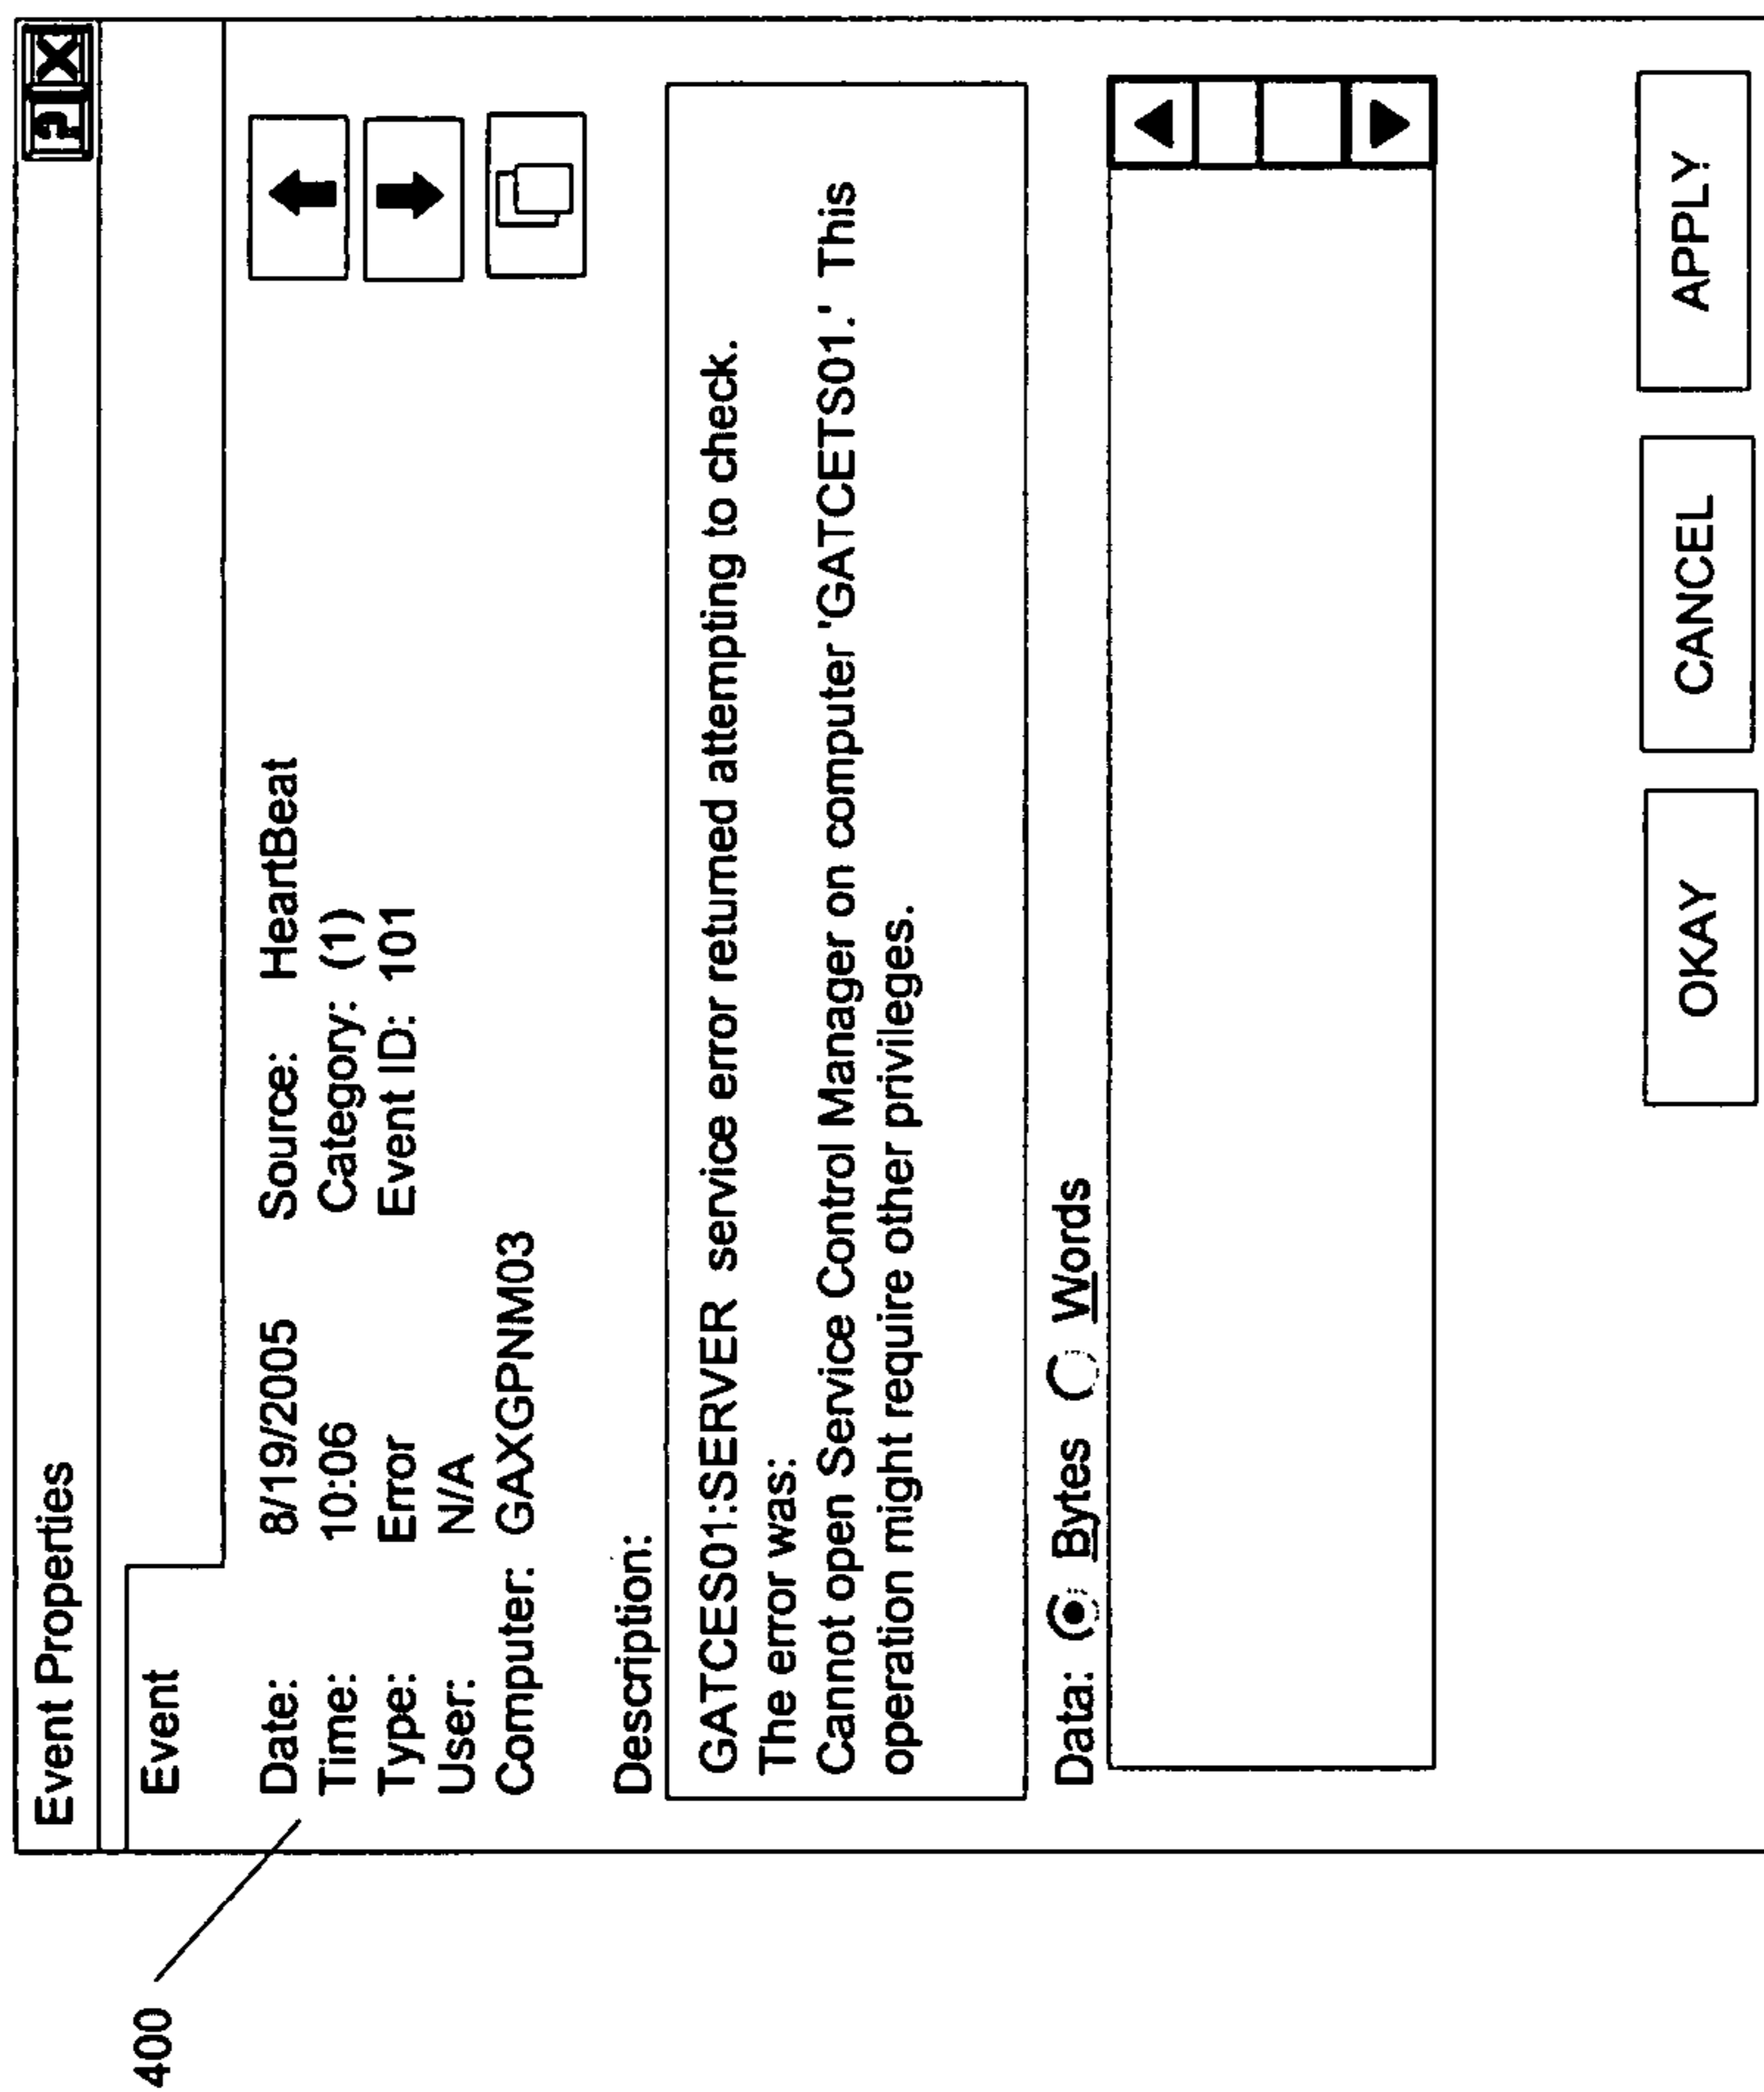 Event Properties ? X
Event
400
Date: 8/19/2005 Source: HeartBeat
Time: 10:06 Category: (1)
Type: Error Event ID: 101
User: N/A
Computer: GAXGPNM03
Description:
GATCES01:SERVER service error returned attempting to check.
The error was:
Cannot open Service Control Manager on computer 'GATCETS01.' This
operation might require other privileges.
Data: Bytes Words
OKAY CANCEL APPLY